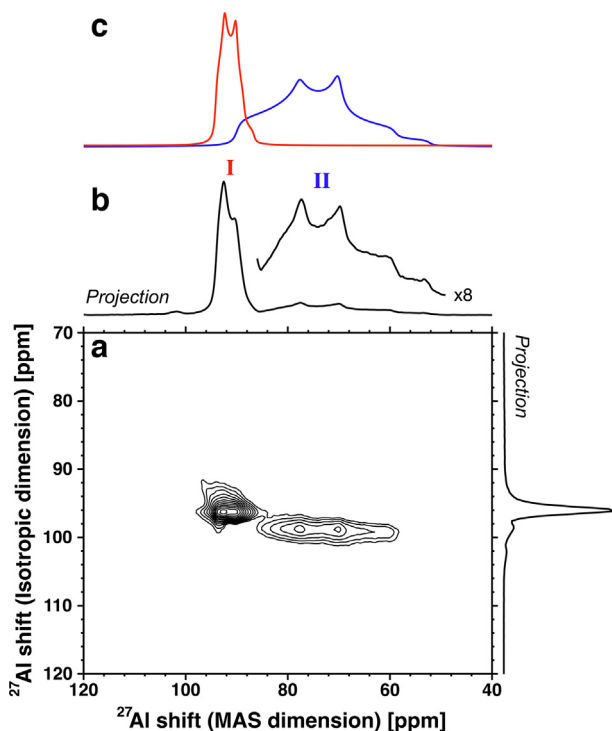 c
I
II
b
Projection
x8
a
70
80
90
100
110
120
27Al shift (Isotropic dimension) [ppm]
Projection
120
100
80
60
40
27Al shift (MAS dimension) [ppm]